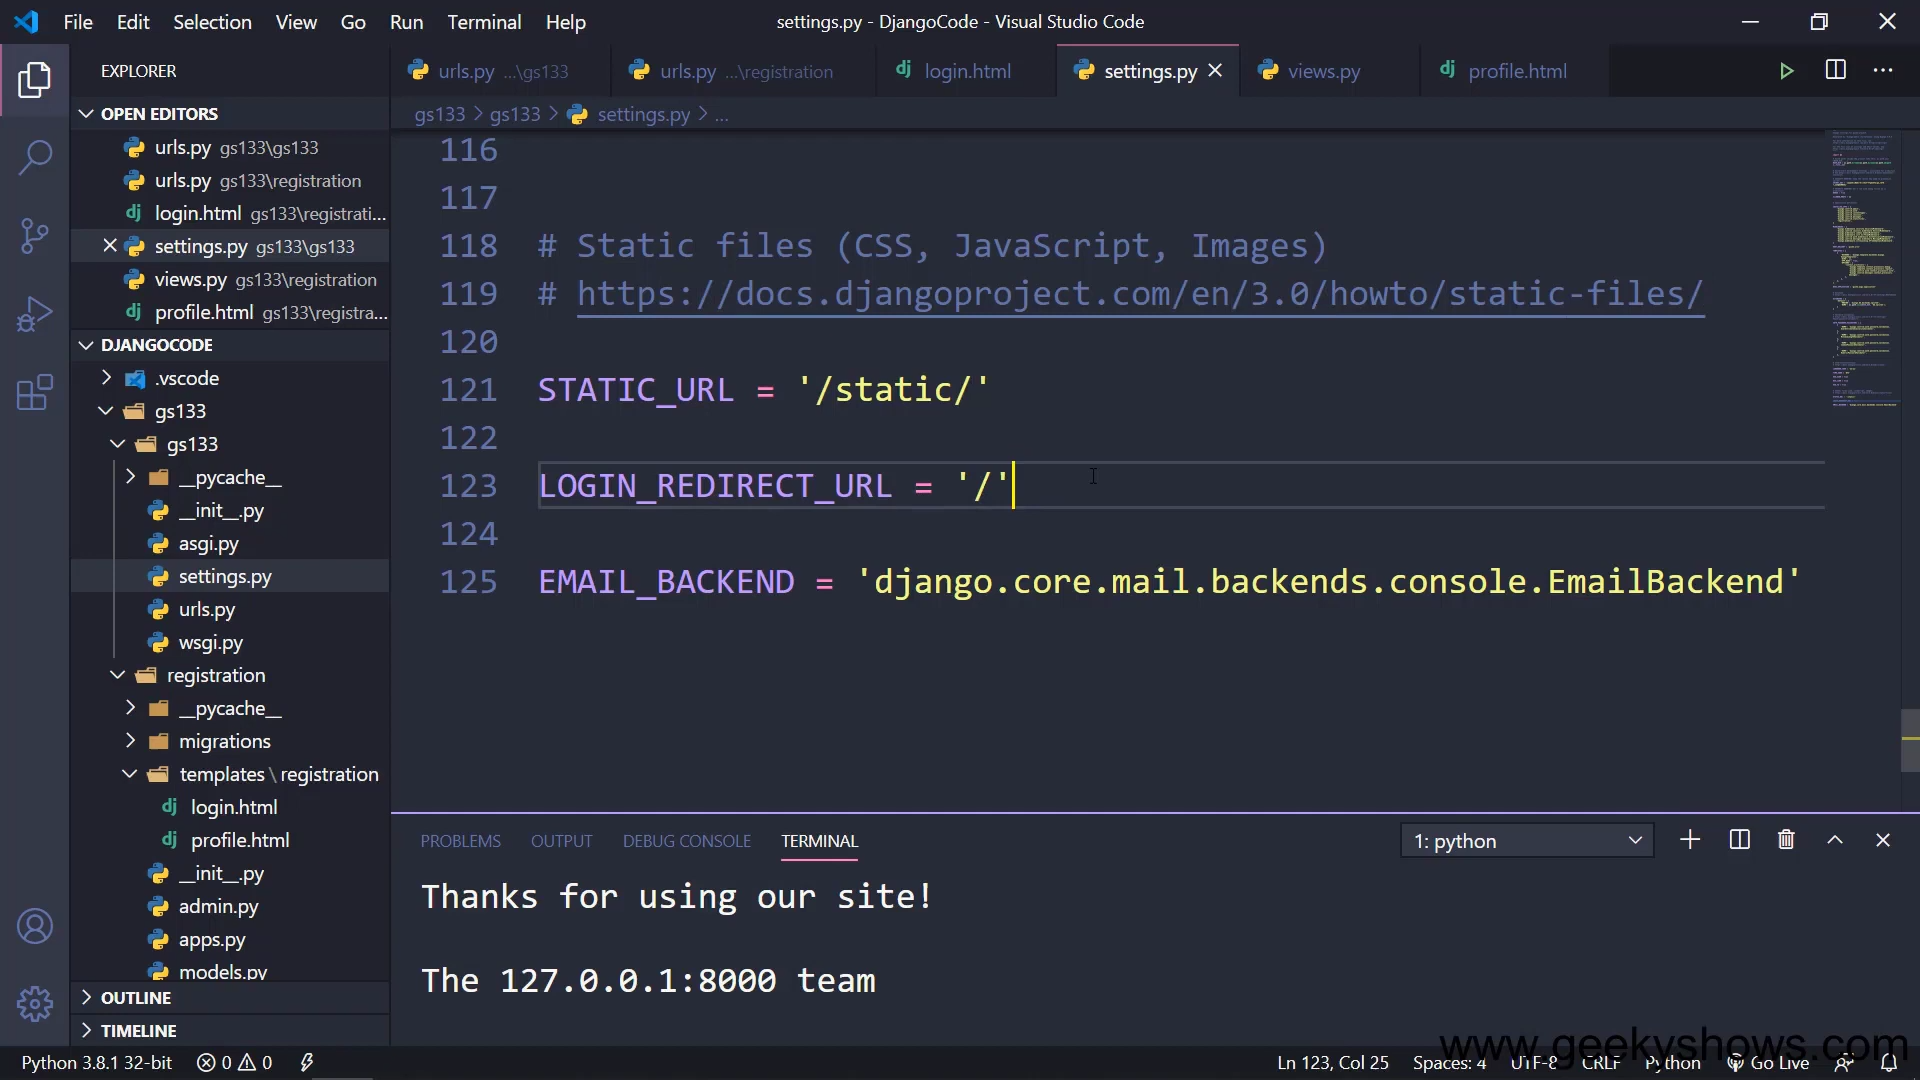 File Edit Selection View Go Run Terminal Help
settings.py - DjangoCode - Visual Studio Code
EXPLORER
OPEN EDITORS
urls.py gs133\gs133
urls.py gs133\registration
login.html gs133\registrati...
settings.py gs133\gs133
views.py gs133\registration
profile.html gs133\registra...
DJANGOCODE
.vscode
gs133
gs133
__pycache__
__init__.py
asgi.py
settings.py
urls.py
wsgi.py
registration
__pycache__
migrations
templates\registration
login.html
profile.html
__init__.py
admin.py
apps.py
models.py
OUTLINE
TIMELINE
urls.py ...\gs133
urls.py ...\registration
login.html
settings.py
views.py
profile.html
gs133 > gs133 > settings.py > ...
116
117
118 # Static files (CSS, JavaScript, Images)
119 # https://docs.djangoproject.com/en/3.0/howto/static-files/
120
121 STATIC_URL = '/static/'
122
123 LOGIN_REDIRECT_URL = '/'
124
125 EMAIL_BACKEND = 'django.core.mail.backends.console.EmailBackend'
PROBLEMS OUTPUT DEBUG CONSOLE TERMINAL
1: python
Thanks for using our site!
The 127.0.0.1:8000 team
www.geekyshows.com
Python 3.8.1 32-bit 0 0
Ln 123, Col 25 Spaces: 4 UTF-8 CRLF Python Go Live